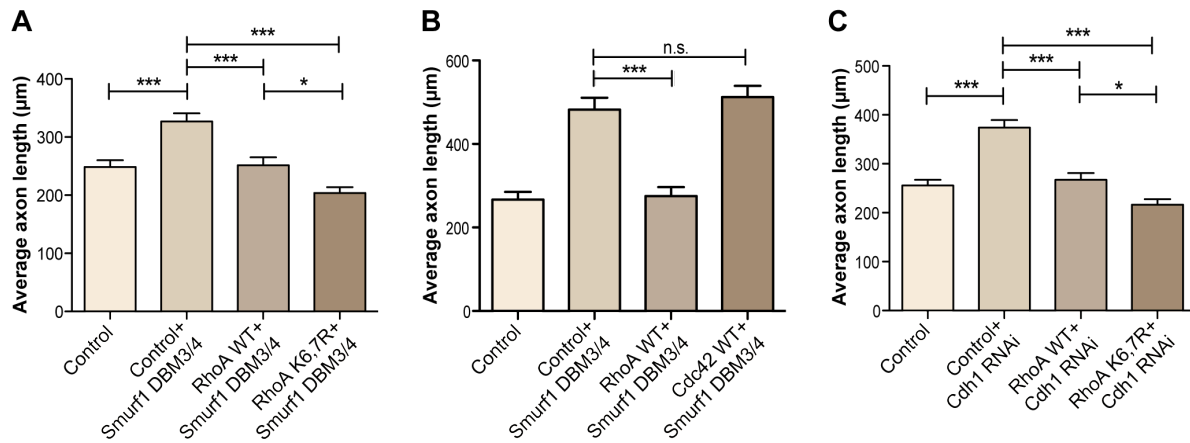 A
Average axon length (μm)
400
300
200
100
0
***
***
***
*
Control
Control+
Smurf1 DBM3/4
RhoA WT+
Smurf1 DBM3/4
RhoA K6,7R+
Smurf1 DBM3/4
B
Average axon length (μm)
600
400
200
0
n.s.
***
Control
Control+
Smurf1 DBM3/4
RhoA WT+
Smurf1 DBM3/4
Cdc42 WT+
Smurf1 DBM3/4
C
Average axon length (μm)
500
400
300
200
100
0
***
***
***
*
Control
Control+
Cdh1 RNAi
RhoA WT+
Cdh1 RNAi
RhoA K6,7R+
Cdh1 RNAi